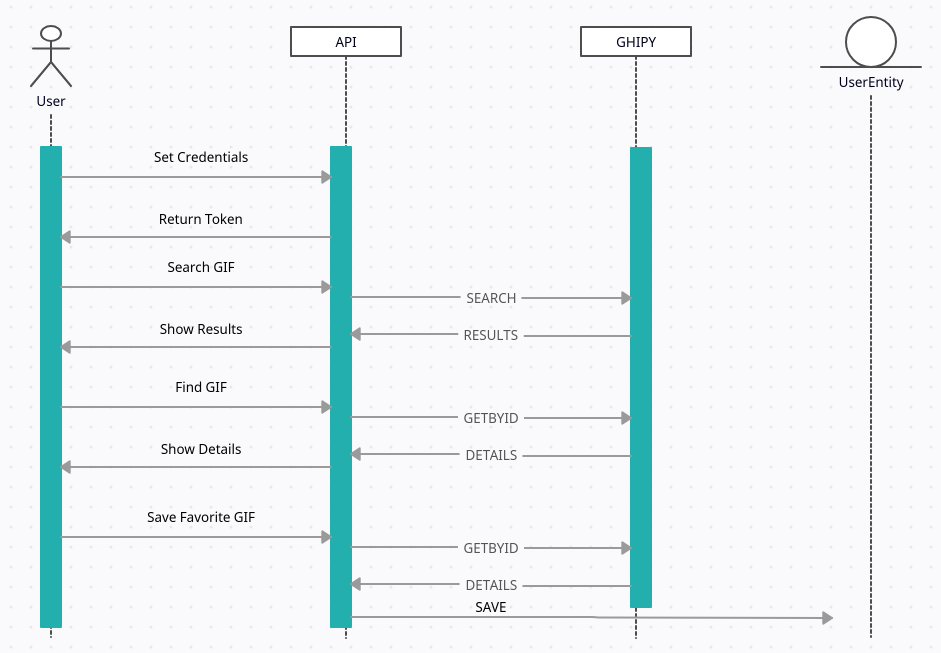 API
GHIPY
User
UserEntity
Set Credentials
Return Token
Search GIF
SEARCH
Show Results
RESULTS
Find GIF
GETBYID
Show Details
DETAILS
Save Favorite GIF
GETBYID
DETAILS
SAVE